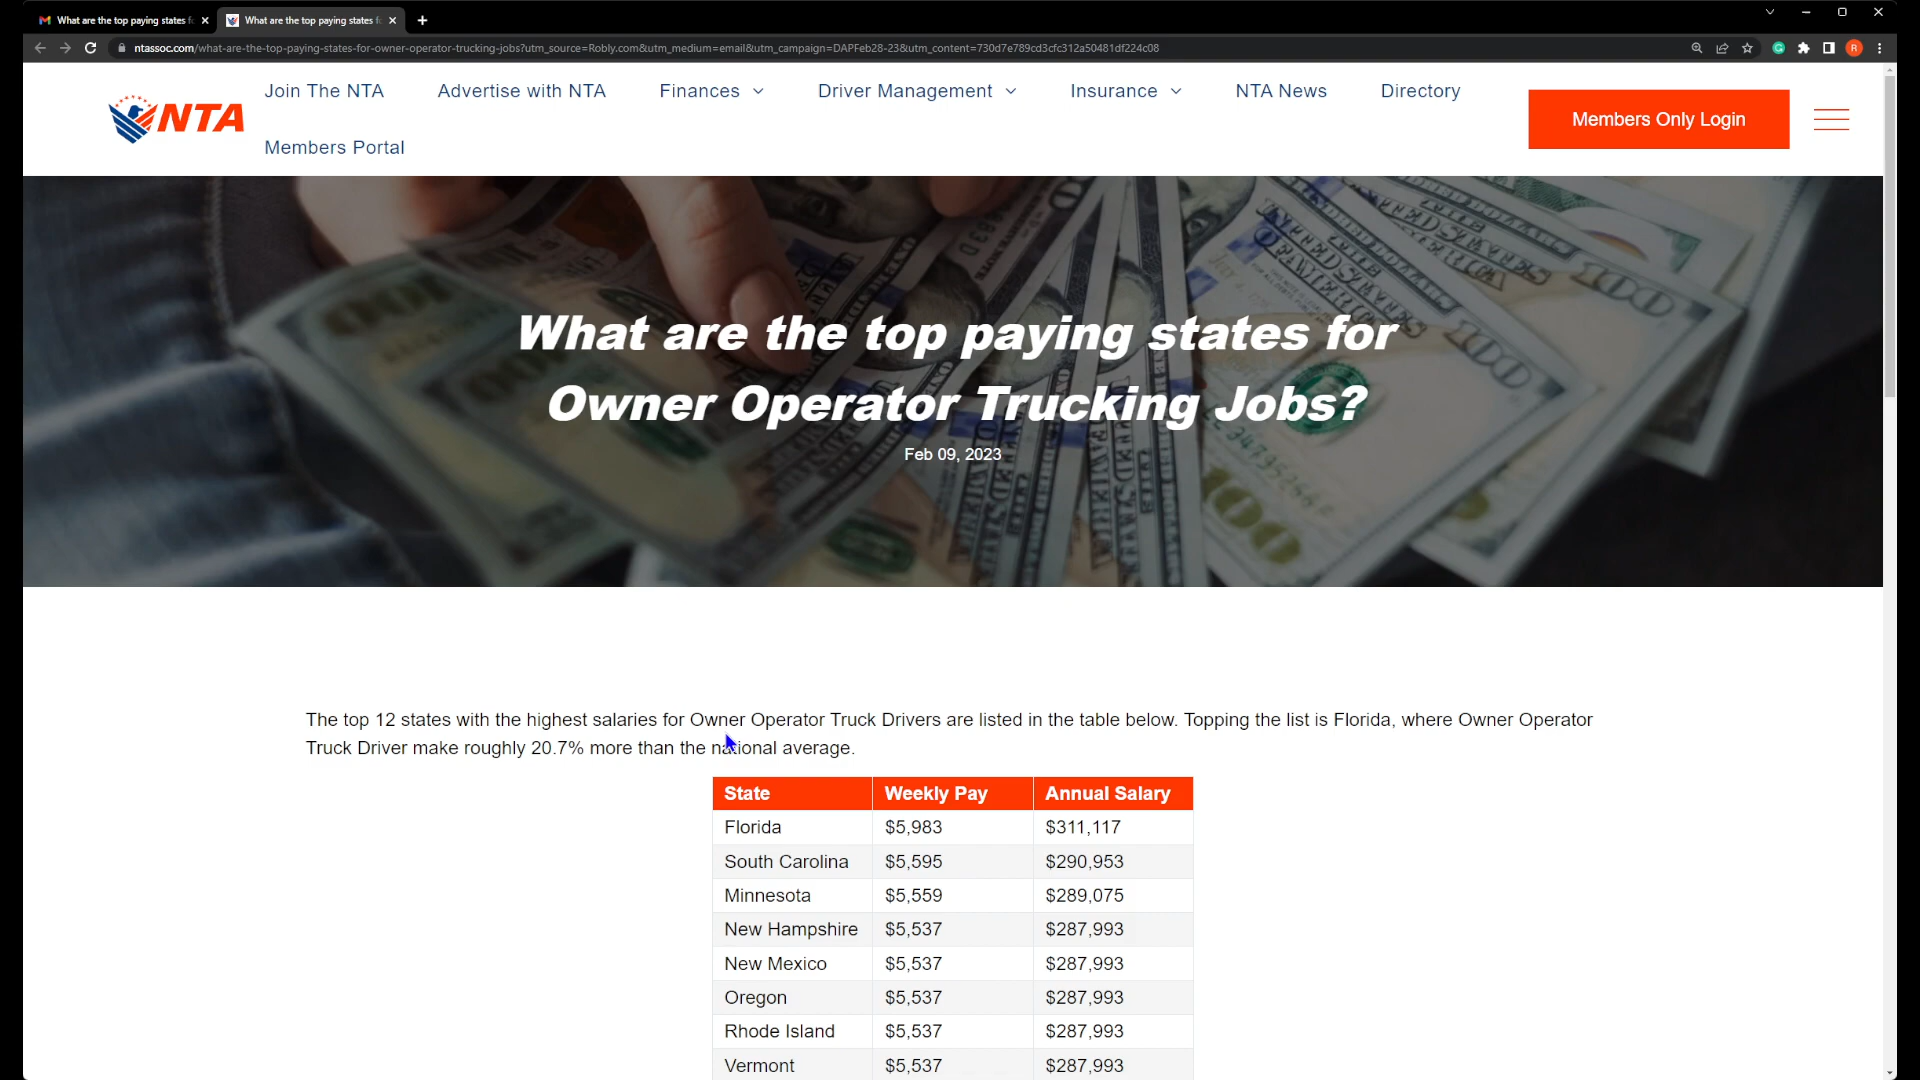 What are the top paying states f
What are the top paying states f
ntassoc.com/what-are-the-top-paying-states-for-owner-operator-trucking-jobs?utm_source=Robly.com&utm_medium=email&utm_campaign=DAPFeb28-23&utm_content=730d7e789cd3cfc312a50481df224c08
R
NTA
Join The NTA Advertise with NTA Finances Driver Management Insurance NTA News Directory
Members Portal
Members Only Login
What are the top paying states for
Owner Operator Trucking Jobs?
Feb 09, 2023
The top 12 states with the highest salaries for Owner Operator Truck Drivers are listed in the table below. Topping the list is Florida, where Owner Operator
Truck Driver make roughly 20.7% more than the national average.
State Weekly Pay Annual Salary
Florida $5,983 $311,117
South Carolina $5,595 $290,953
Minnesota $5,559 $289,075
New Hampshire $5,537 $287,993
New Mexico $5,537 $287,993
Oregon $5,537 $287,993
Rhode Island $5,537 $287,993
Vermont $5,537 $287,993